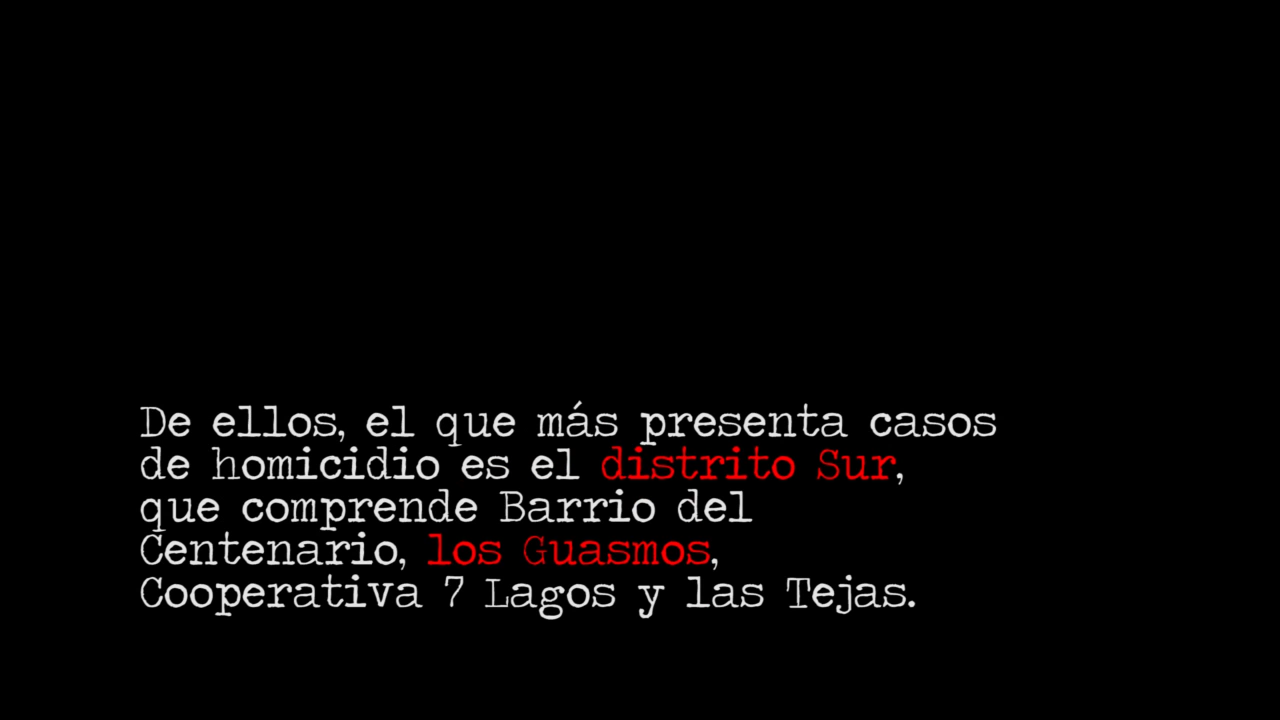 De ellos, el que más presenta casos
de homicidio es el distrito Sur,
que comprende Barrio del
Centenario, los Guasmos,
Cooperativa 7 Lagos y las Tejas.